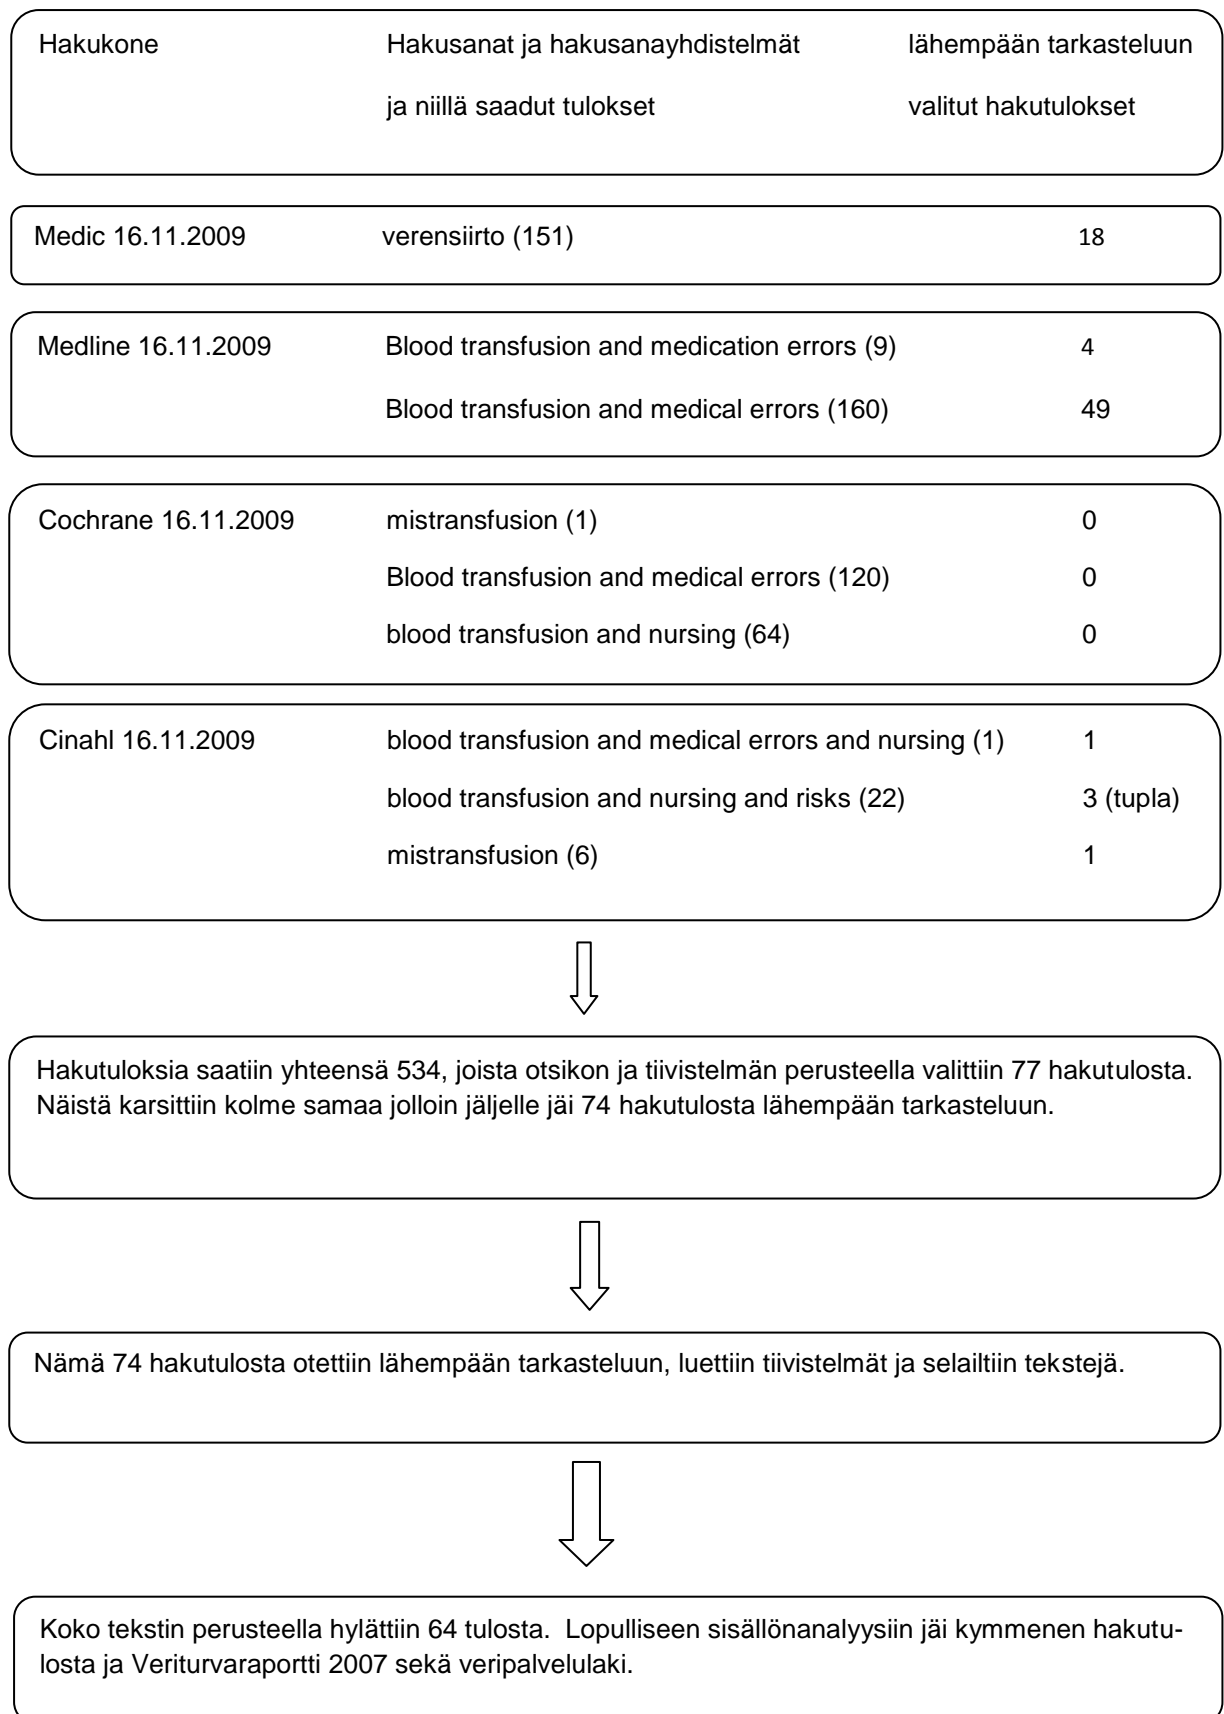 Hakukone Hakusanat ja hakusanayhdistelmät lähempään tarkasteluun
ja niillä saadut tulokset valitut hakutulokset
Medic 16.11.2009 verensiirto (151) 18
Medline 16.11.2009 Blood transfusion and medication errors (9) 4
Blood transfusion and medical errors (160) 49
Cochrane 16.11.2009 mistransfusion (1) 0
Blood transfusion and medical errors (120) 0
blood transfusion and nursing (64) 0
Cinahl 16.11.2009 blood transfusion and medical errors and nursing (1) 1
blood transfusion and nursing and risks (22) 3 (tupla)
mistransfusion (6) 1
Hakutuloksia saatiin yhteensä 534, joista otsikon ja tiivistelmän perusteella valittiin 77 hakutulosta.
Näistä karsittiin kolme samaa jolloin jäljelle jäi 74 hakutulosta lähempään tarkasteluun.
Nämä 74 hakutulosta otettiin lähempään tarkasteluun, luettiin tiivistelmät ja selailtiin tekstejä.
Koko tekstin perusteella hylättiin 64 tulosta.  Lopulliseen sisällönanalyysiin jäi kymmenen hakutu-
losta ja Veriturvaraportti 2007 sekä veripalvelulaki.